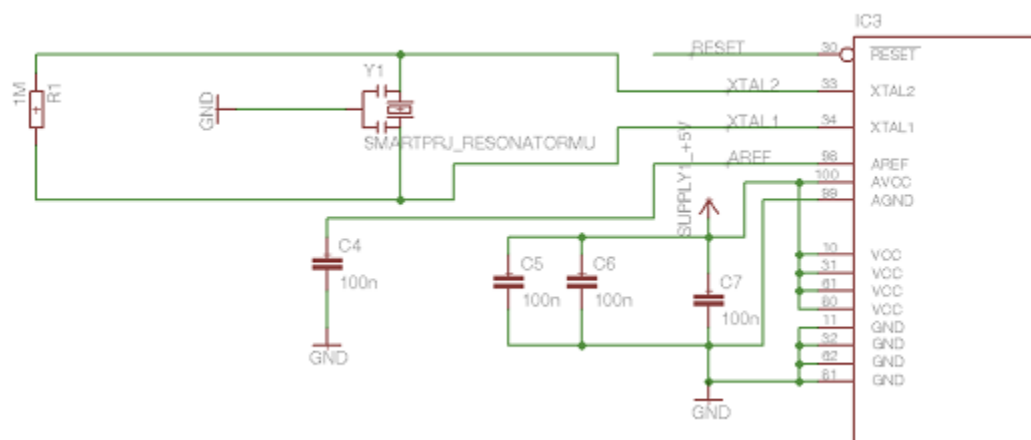 IC3
RESET
30
RESET
1M
R1
Y1
GND
XTAL2
33
XTAL2
XTAL1
34
XTAL1
SMARTPRJ_RESONATORMU
SUPPLY1_+5V
AREF
98
AREF
100
AVCC
99
AGND
C4
100n
GND
C5
100n
C6
100n
C7
100n
10
VCC
31
VCC
61
VCC
80
VCC
11
GND
32
GND
62
GND
81
GND
GND